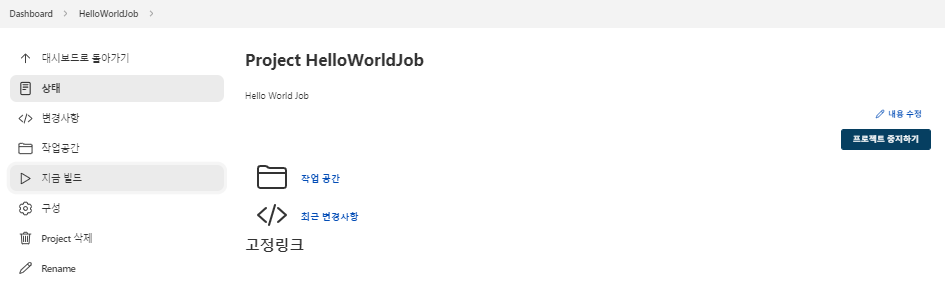 Dashboard > HelloWorldJob >
대시보드로 돌아가기
상태
변경사항
작업공간
지금 빌드
구성
Project 삭제
Rename
Project HelloWorldJob
Hello World Job
내용 수정
프로젝트 중지하기
작업 공간
최근 변경사항
고정링크